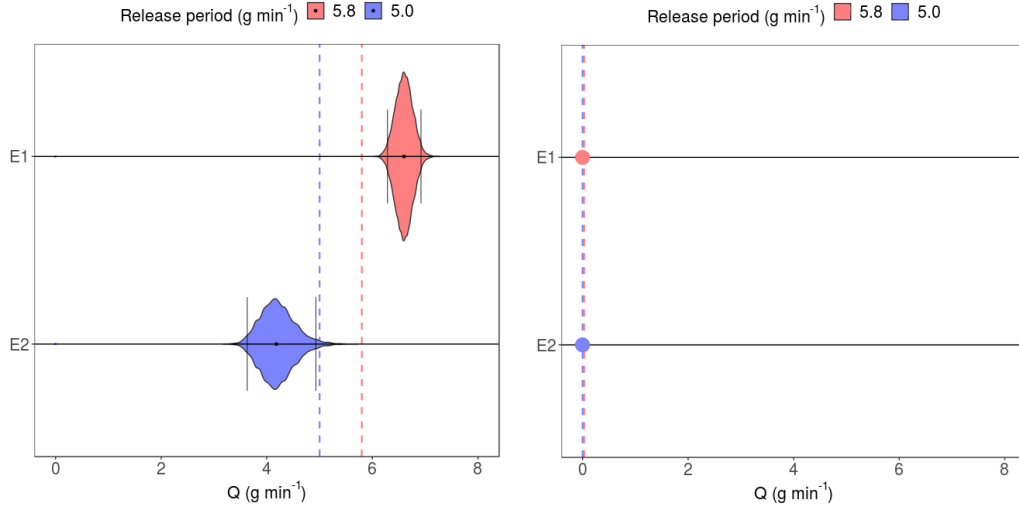 Release period (g min⁻¹) 5.8 5.0
E1
E2
0 2 4 6 8
Q (g min⁻¹)
Release period (g min⁻¹) 5.8 5.0
E1
E2
0 2 4 6 8
Q (g min⁻¹)